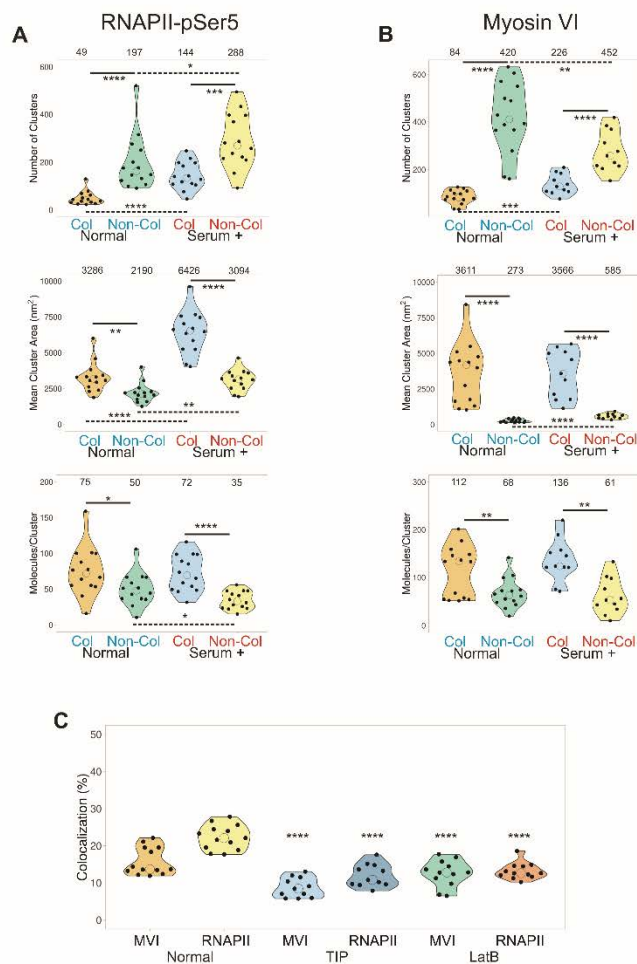 A RNAPII-pSer5
49 197 144 288
*
**** ***
Number of Clusters
600
400
200
0
****
Col Non-Col Col Non-Col
Normal Serum +
3286 2190 6426 3094
****
**
Mean Cluster Area (nm²)
10000
7500
5000
2500
0
**
****
Col Non-Col Col Non-Col
Normal Serum +
75 50 72 35
* ****
Molecules/Cluster
200
150
100
50
0
*
Col Non-Col Col Non-Col
Normal Serum +
B Myosin VI
84 420 226 452
**** **
****
Number of Clusters
600
400
200
***
Col Non-Col Col Non-Col
Normal Serum +
3611 273 3566 585
****
****
Mean Cluster Area (nm²)
10000
7500
5000
2500
0
****
Col Non-Col Col Non-Col
Normal Serum +
112 68 136 61
** **
Molecules/Cluster
300
200
100
0
Col Non-Col Col Non-Col
Normal Serum +
C
Colocalization (%)
50
40
30
20
10
0
**** **** **** ****
MVI RNAPII MVI RNAPII MVI RNAPII
Normal TIP LatB